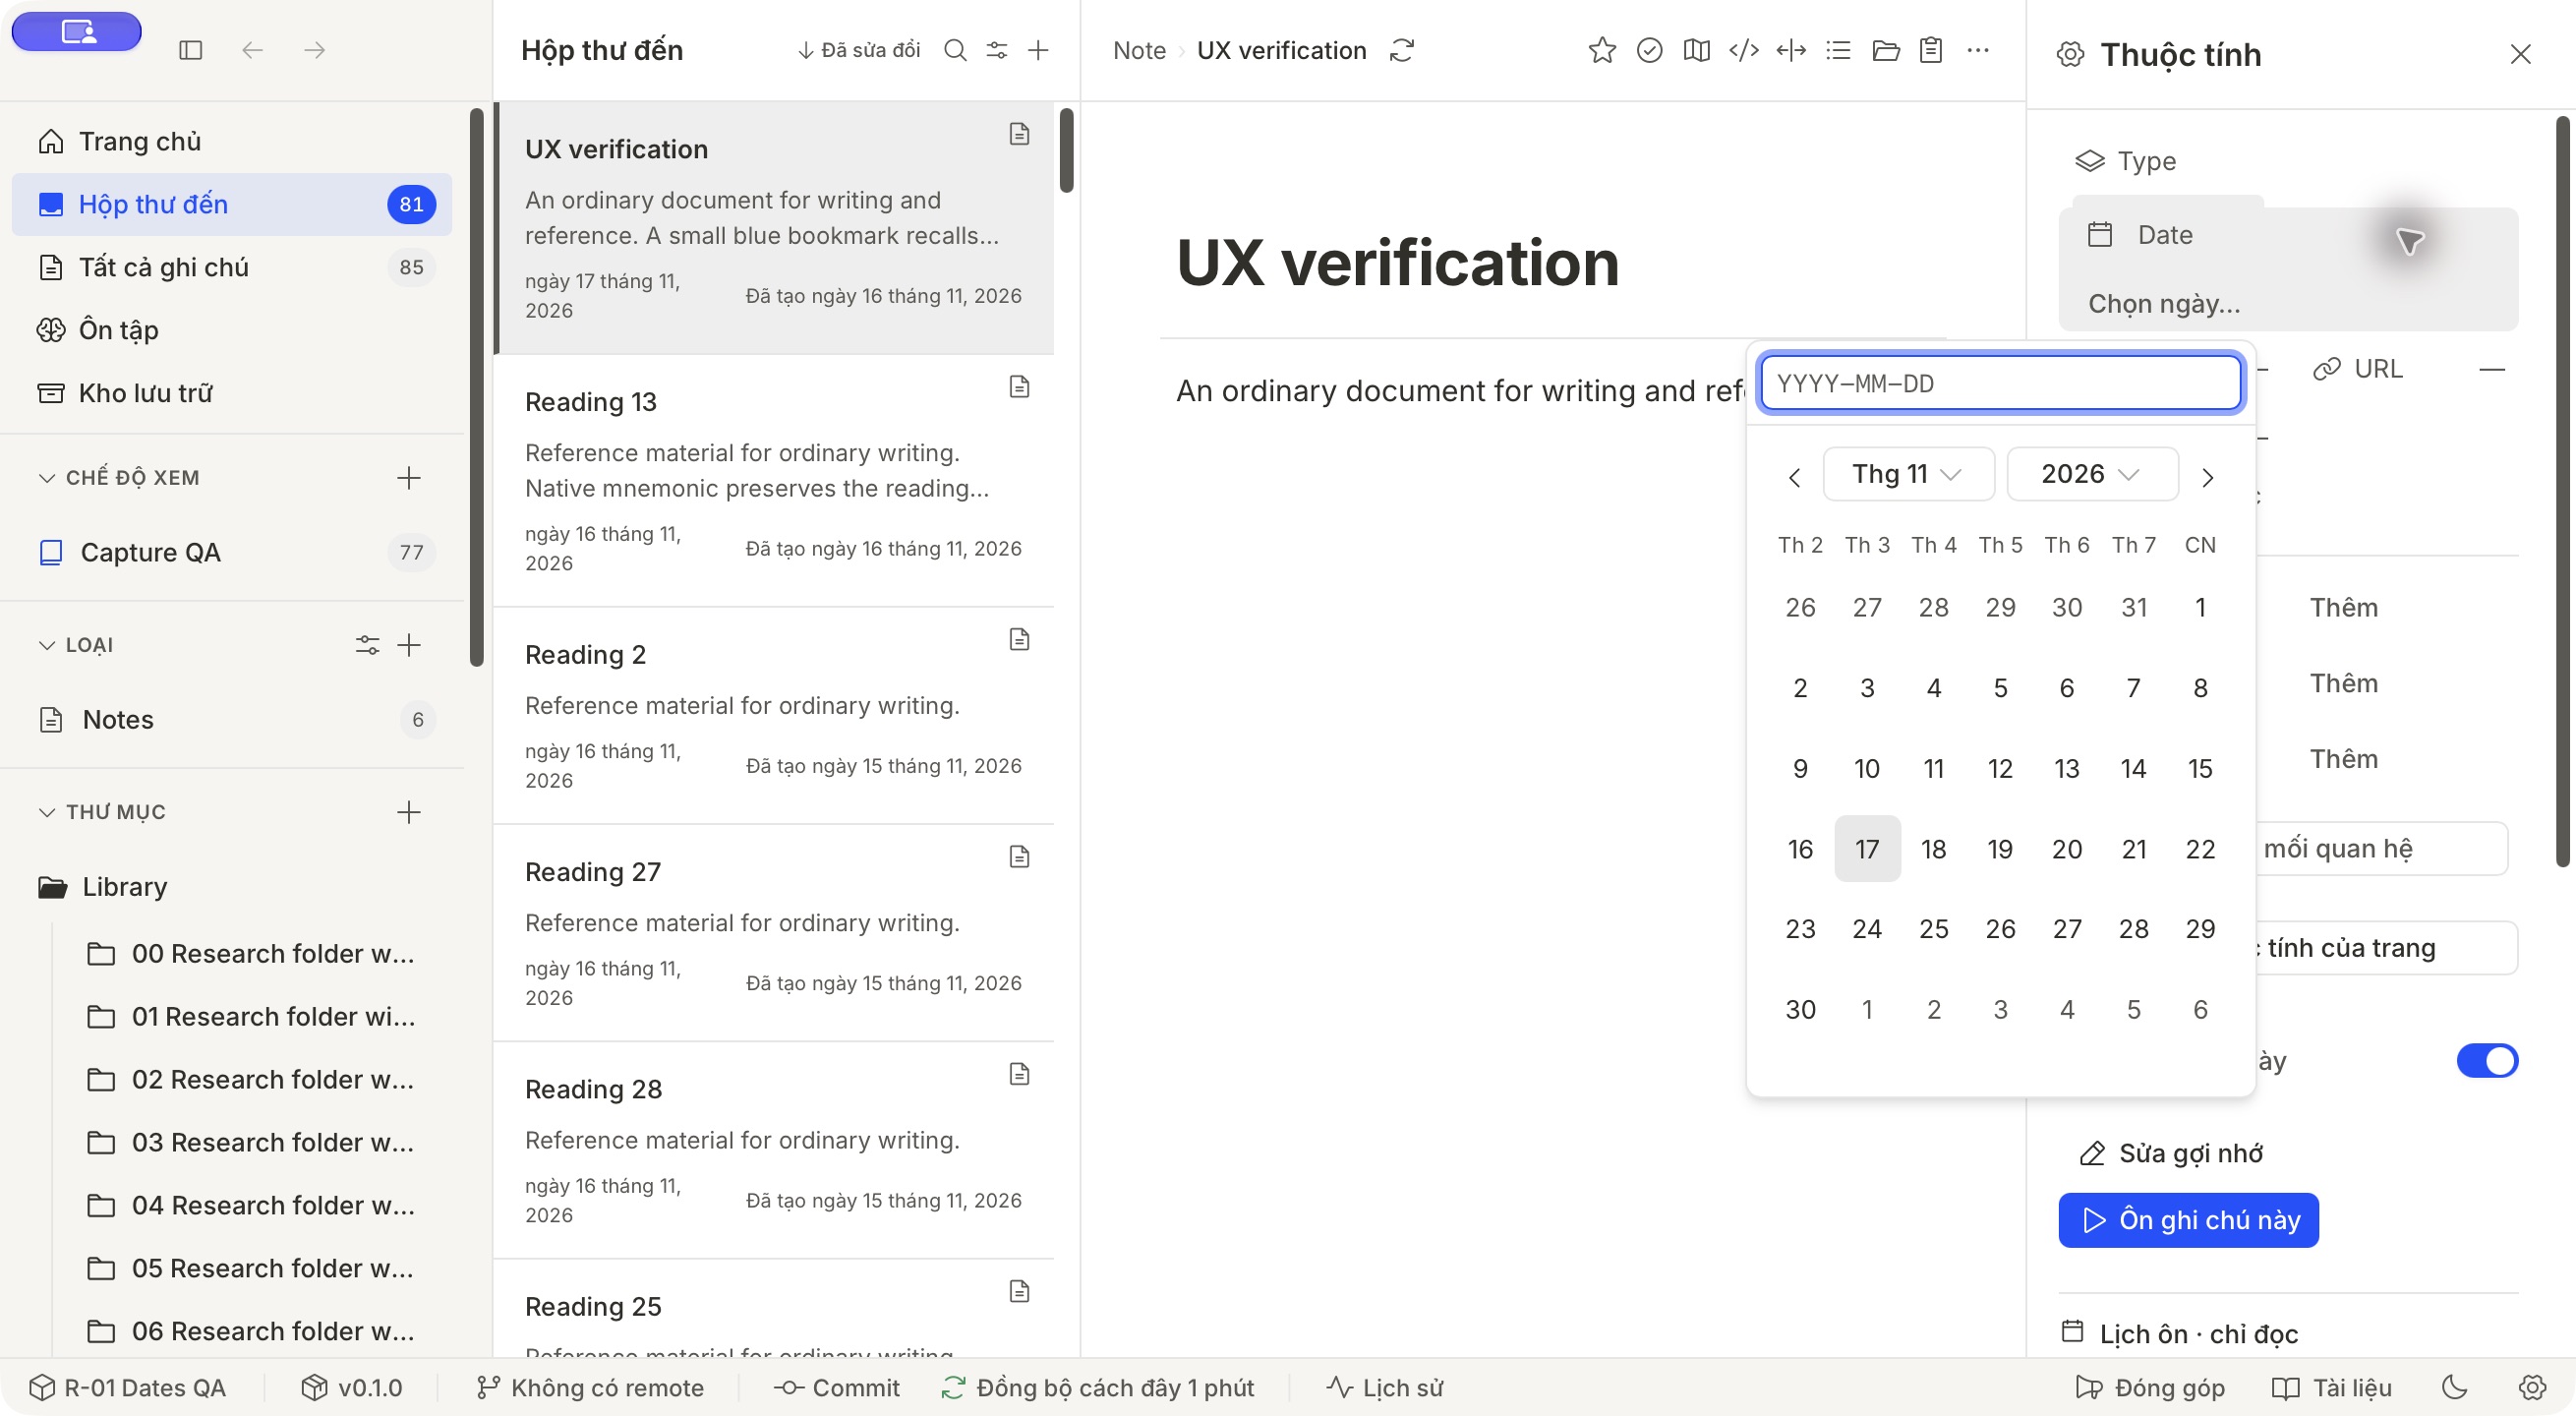 Trang chủ
Hộp thư đến 81
Tất cả ghi chú 85
Ôn tập
Kho lưu trữ
CHẾ ĐỘ XEM
Capture QA 77
LOẠI
Notes 6
THƯ MỤC
Library
00 Research folder w...
01 Research folder wi...
02 Research folder w...
03 Research folder w...
04 Research folder w...
05 Research folder w...
06 Research folder w...
Hộp thư đến
Đã sửa đổi
UX verification
An ordinary document for writing and
reference. A small blue bookmark recalls...
ngày 17 tháng 11,
2026
Đã tạo ngày 16 tháng 11, 2026
Reading 13
Reference material for ordinary writing.
Native mnemonic preserves the reading...
ngày 16 tháng 11,
2026
Đã tạo ngày 16 tháng 11, 2026
Reading 2
Reference material for ordinary writing.
ngày 16 tháng 11,
2026
Đã tạo ngày 15 tháng 11, 2026
Reading 27
Reference material for ordinary writing.
ngày 16 tháng 11,
2026
Đã tạo ngày 15 tháng 11, 2026
Reading 28
Reference material for ordinary writing.
ngày 16 tháng 11,
2026
Đã tạo ngày 15 tháng 11, 2026
Reading 25
Reference material for ordinary writing.
Note › UX verification
UX verification
An ordinary document for writing and
Thuộc tính
Type
Date
Chọn ngày...
URL —
YYYY-MM-DD
Thg 11 2026
Th 2 Th 3 Th 4 Th 5 Th 6 Th 7 CN
26 27 28 29 30 31 1
2 3 4 5 6 7 8
9 10 11 12 13 14 15
16 17 18 19 20 21 22
23 24 25 26 27 28 29
30 1 2 3 4 5 6
Thêm
Thêm
Thêm
mối quan hệ
tính của trang
Sửa gợi nhớ
Ôn ghi chú này
Lịch ôn · chỉ đọc
R-01 Dates QA
v0.1.0
Không có remote
Commit
Đồng bộ cách đây 1 phút
Lịch sử
Đóng góp
Tài liệu